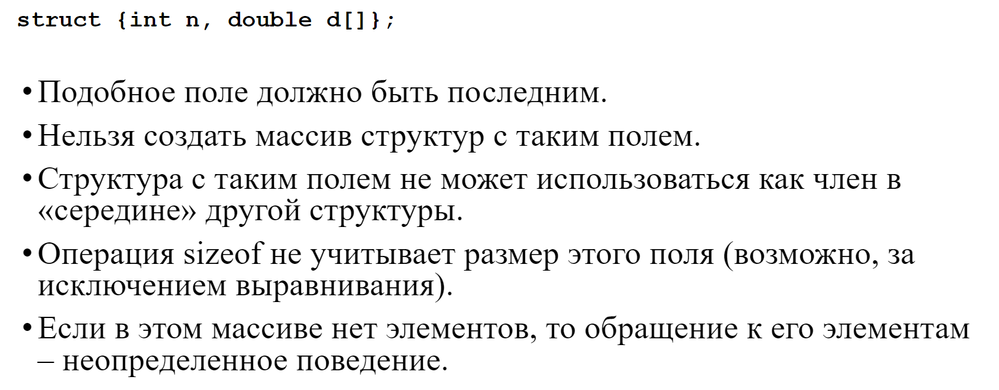 struct {int n, double d[]};
• Подобное поле должно быть последним.
• Нельзя создать массив структур с таким полем.
• Структура с таким полем не может использоваться как член в
«середине» другой структуры.
• Операция sizeof не учитывает размер этого поля (возможно, за
исключением выравнивания).
• Если в этом массиве нет элементов, то обращение к его элементам
– неопределенное поведение.